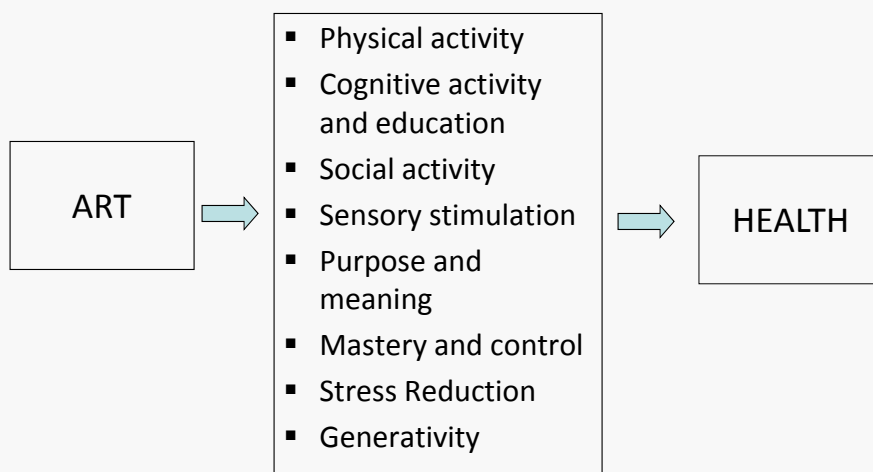 ART
▪ Physical activity
▪ Cognitive activity
and education
▪ Social activity
▪ Sensory stimulation
▪ Purpose and
meaning
▪ Mastery and control
▪ Stress Reduction
▪ Generativity
HEALTH